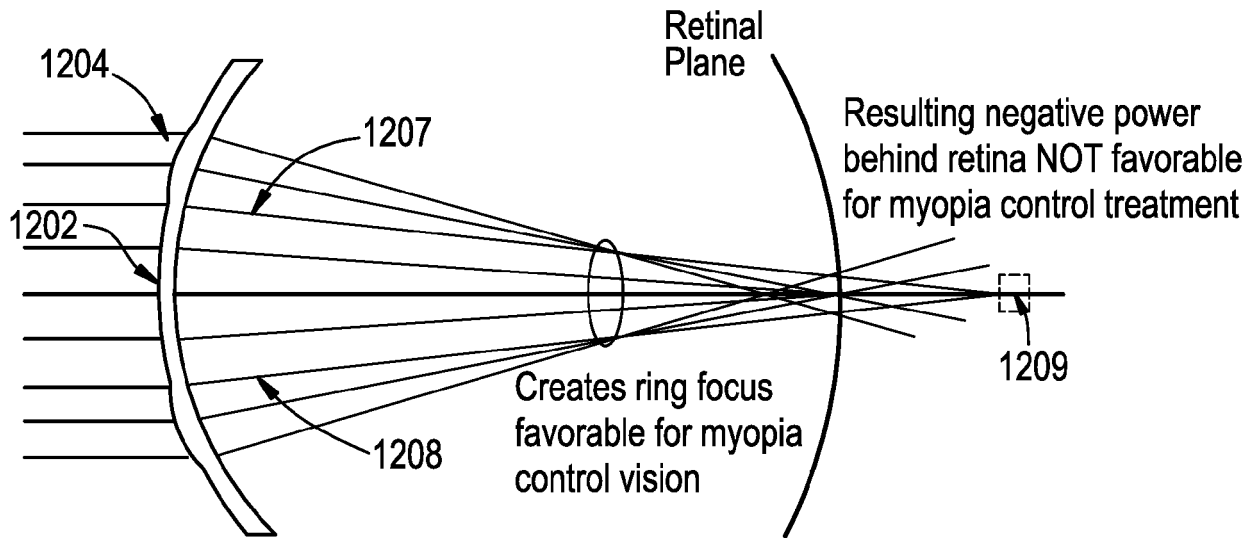 1204
1207
1202
Retinal
Plane
Resulting negative power
behind retina NOT favorable
for myopia control treatment
1209
1208
Creates ring focus
favorable for myopia
control vision